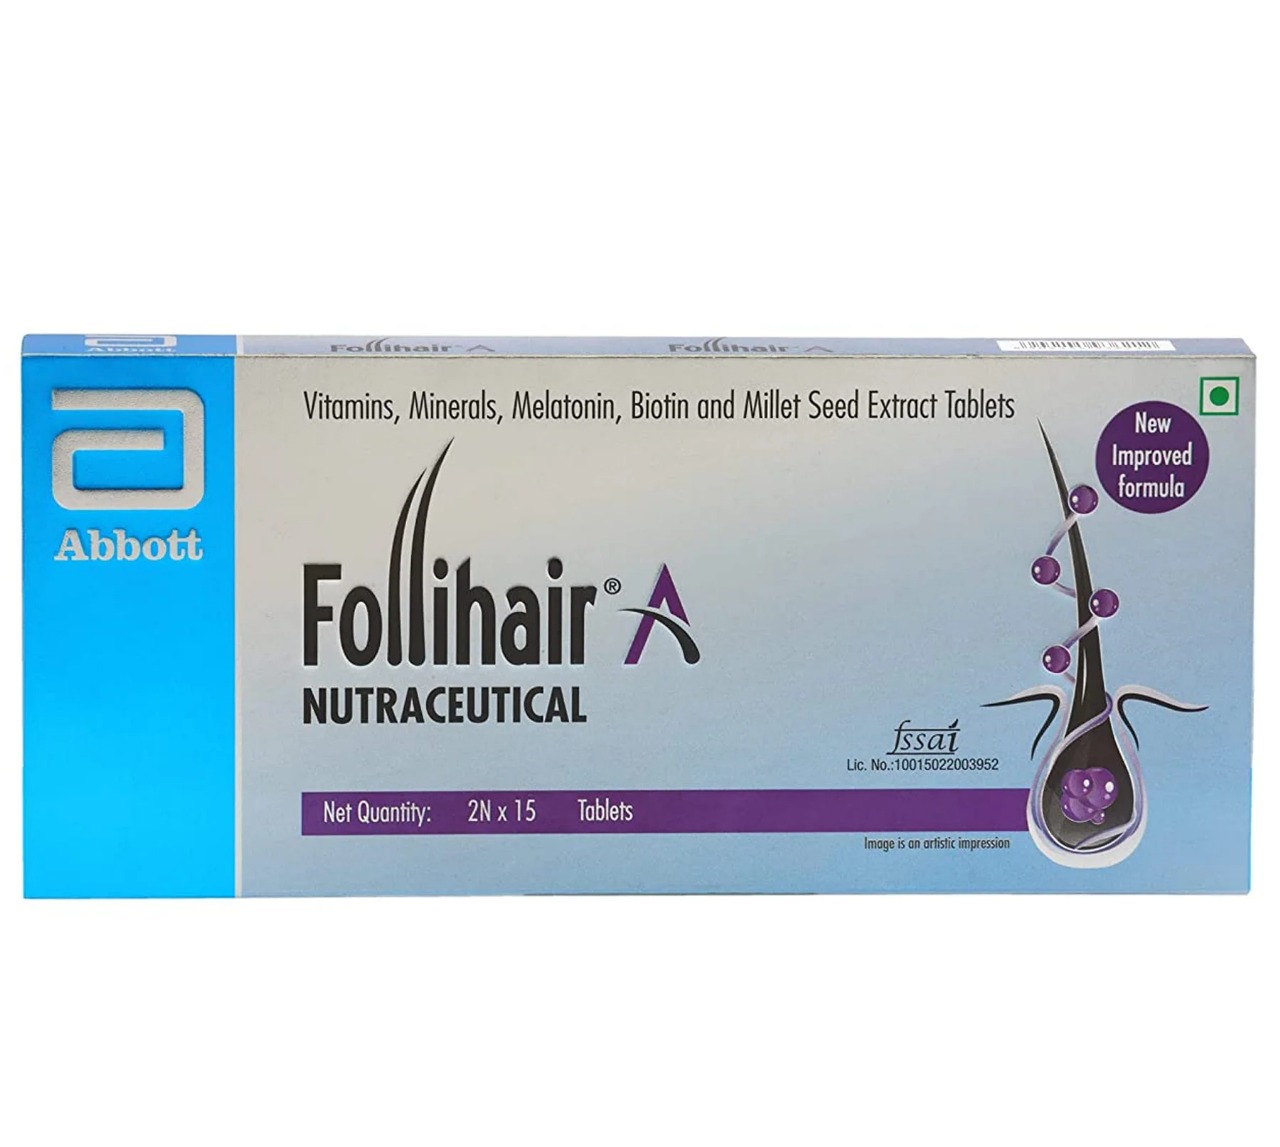 Follihair A Follihair A
Abbott
Vitamins, Minerals, Melatonin, Biotin and Millet Seed Extract Tablets
New
Improved
formula
Abbott
Follihair® A
NUTRACEUTICAL
fssai
Lic. No.:10015022003952
Net Quantity: 2N x 15 Tablets
Image is an artistic impression